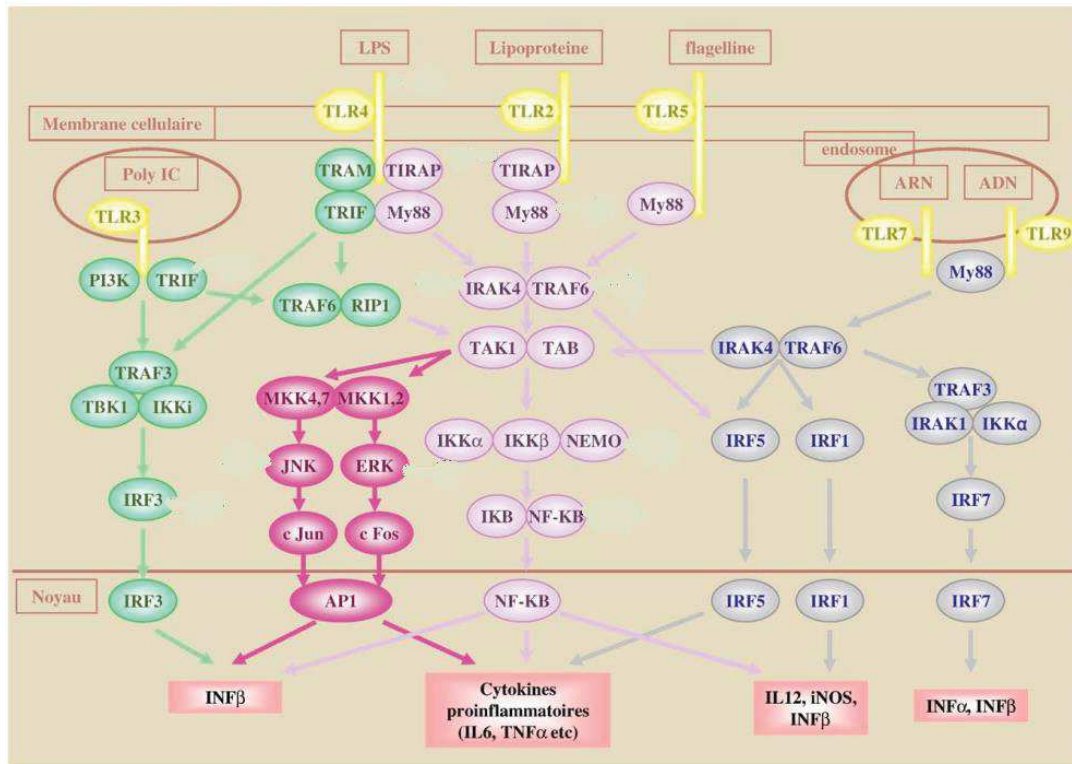 LPS
Lipoproteine
flagelline
TLR4
TLR2
TLR5
Membrane cellulaire
endosome
Poly IC
TRAM
TIRAP
TIRAP
ARN
ADN
TLR3
TRIF
My88
My88
My88
TLR7
TLR9
PI3K
TRIF
My88
TRAF6
RIP1
IRAK4
TRAF6
TAK1
TAB
IRAK4
TRAF6
TRAF3
TBK1
IKKi
MKK4,7
MKK1,2
TRAF3
IRAK1
IKKα
IKKα
IKKβ
NEMO
IRF5
IRF1
JNK
ERK
IRF3
IRF7
c Jun
c Fos
IKB
NF-KB
Noyau
IRF3
AP1
NF-KB
IRF5
IRF1
IRF7
INFβ
Cytokines
proinflammatoires
(IL6, TNFα etc)
IL12, iNOS,
INFβ
INFα, INFβ